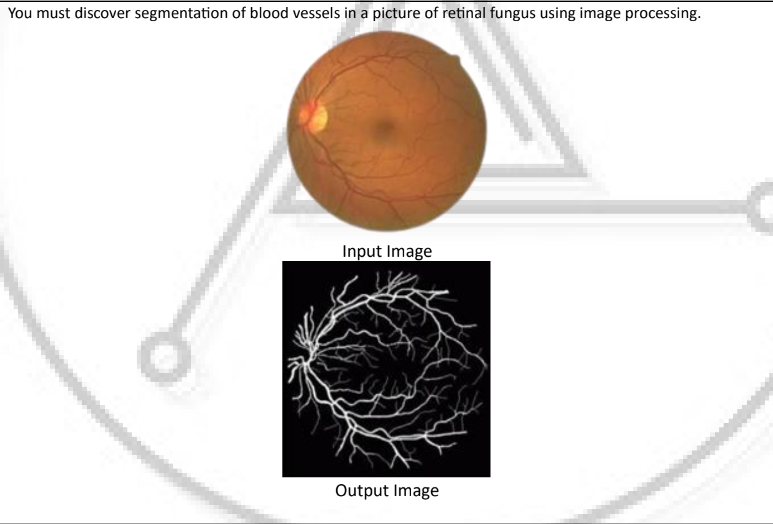 You must discover segmentation of blood vessels in a picture of retinal fungus using image processing.
Input Image
Output Image